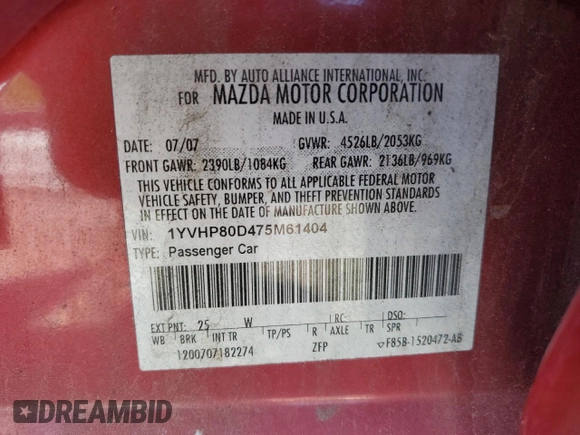 MFD. BY AUTO ALLIANCE INTERNATIONAL, INC.
FOR MAZDA MOTOR CORPORATION
MADE IN U.S.A.
DATE: 07/07 GVWR: 4526LB/2053KG
FRONT GAWR: 2390LB/1084KG REAR GAWR: 2136LB/969KG
THIS VEHICLE CONFORMS TO ALL APPLICABLE FEDERAL MOTOR
VEHICLE SAFETY, BUMPER, AND THEFT PREVENTION STANDARDS
IN EFFECT ON THE DATE OF MANUFACTURE SHOWN ABOVE.
VIN: 1YVHP80D475M61404
TYPE: Passenger Car
EXT PNT: 25 W RC: DSO:
WB BRK INT TR TP/PS R AXLE TR SPR
1200707182274 ZFP ▽F85B-1520472-AB
DREAMBID